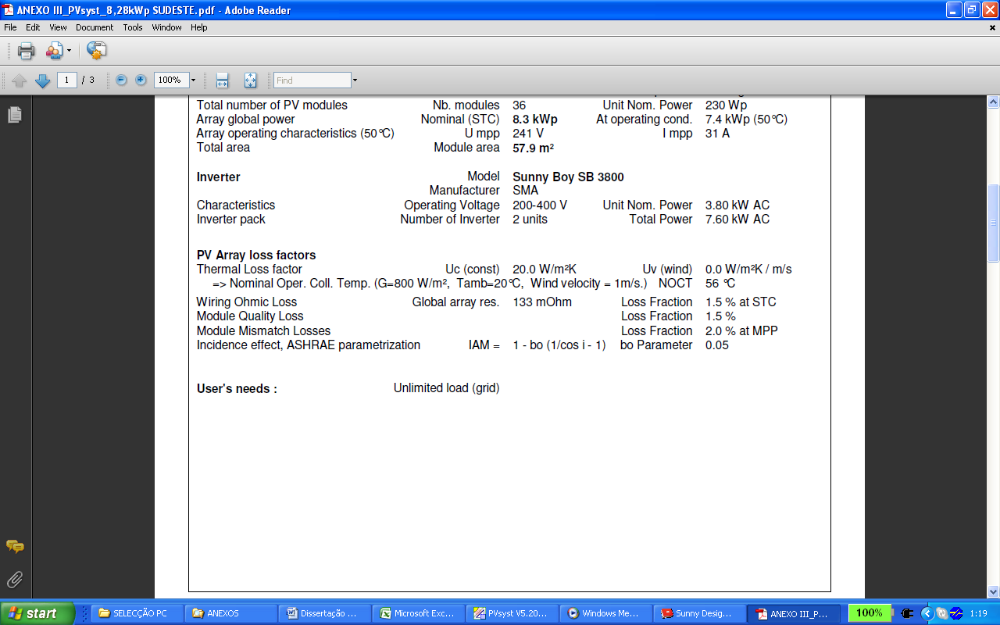 ANEXO III_PVsyst_8,28kWp SUDESTE.pdf - Adobe Reader
File Edit View Document Tools Window Help
1 / 3 100% Find
Total number of PV modules Nb. modules 36 Unit Nom. Power 230 Wp
Array global power Nominal (STC) 8.3 kWp At operating cond. 7.4 kWp (50°C)
Array operating characteristics (50°C) U mpp 241 V I mpp 31 A
Total area Module area 57.9 m²
Inverter Model Sunny Boy SB 3800
Manufacturer SMA
Characteristics Operating Voltage 200-400 V Unit Nom. Power 3.80 kW AC
Inverter pack Number of Inverter 2 units Total Power 7.60 kW AC
PV Array loss factors
Thermal Loss factor Uc (const) 20.0 W/m²K Uv (wind) 0.0 W/m²K / m/s
=> Nominal Oper. Coll. Temp. (G=800 W/m², Tamb=20°C, Wind velocity = 1m/s.) NOCT 56 °C
Wiring Ohmic Loss Global array res. 133 mOhm Loss Fraction 1.5 % at STC
Module Quality Loss Loss Fraction 1.5 %
Module Mismatch Losses Loss Fraction 2.0 % at MPP
Incidence effect, ASHRAE parametrization IAM = 1 - bo (1/cos i - 1) bo Parameter 0.05
User's needs : Unlimited load (grid)
start SELECÇÃO PC ANEXOS Dissertação ... Microsoft Exc... PVsyst V5.20... Windows Me... Sunny Desig... ANEXO III_P... 100% 1:19